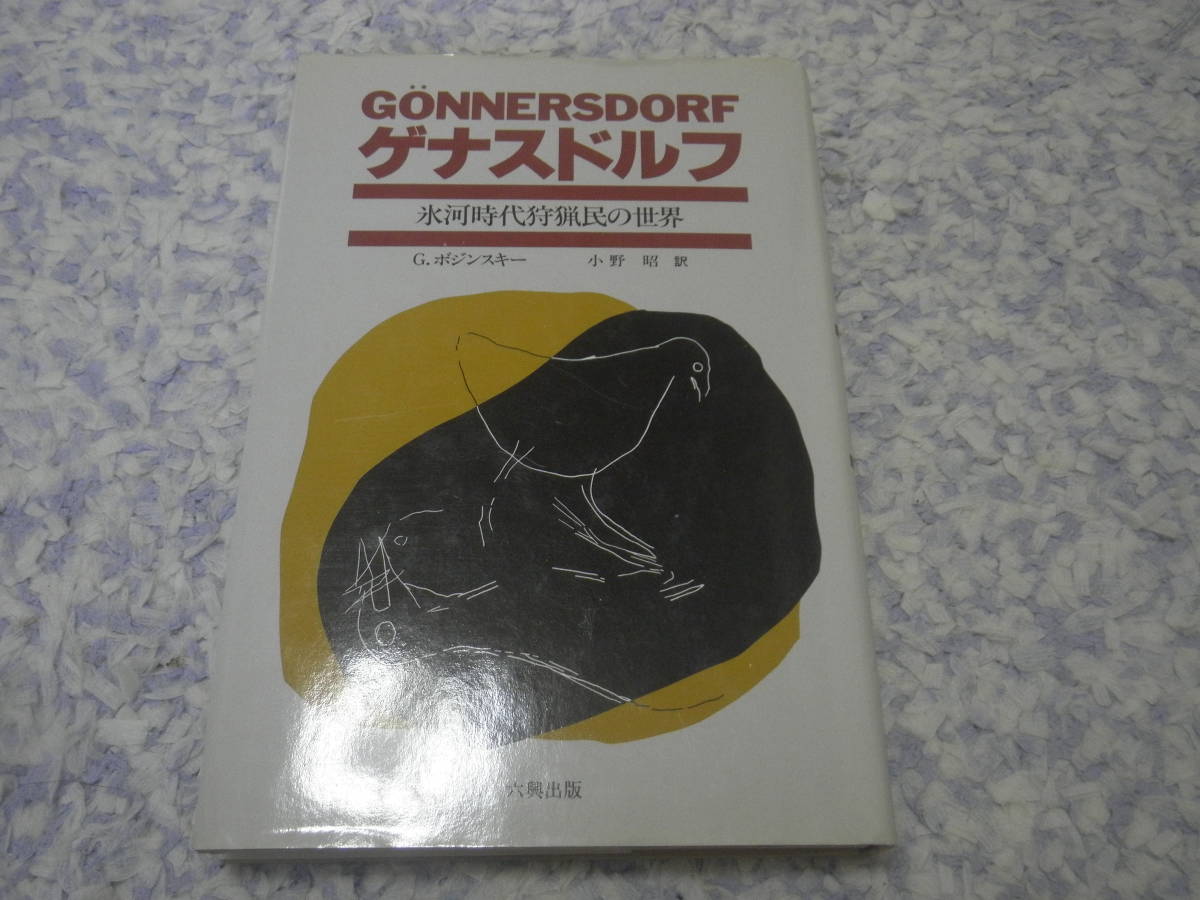 GÖNNERSDORF
ゲナスドルフ
氷河時代狩猟民の世界
G.ボジンスキー 小野 昭 訳
六興出版